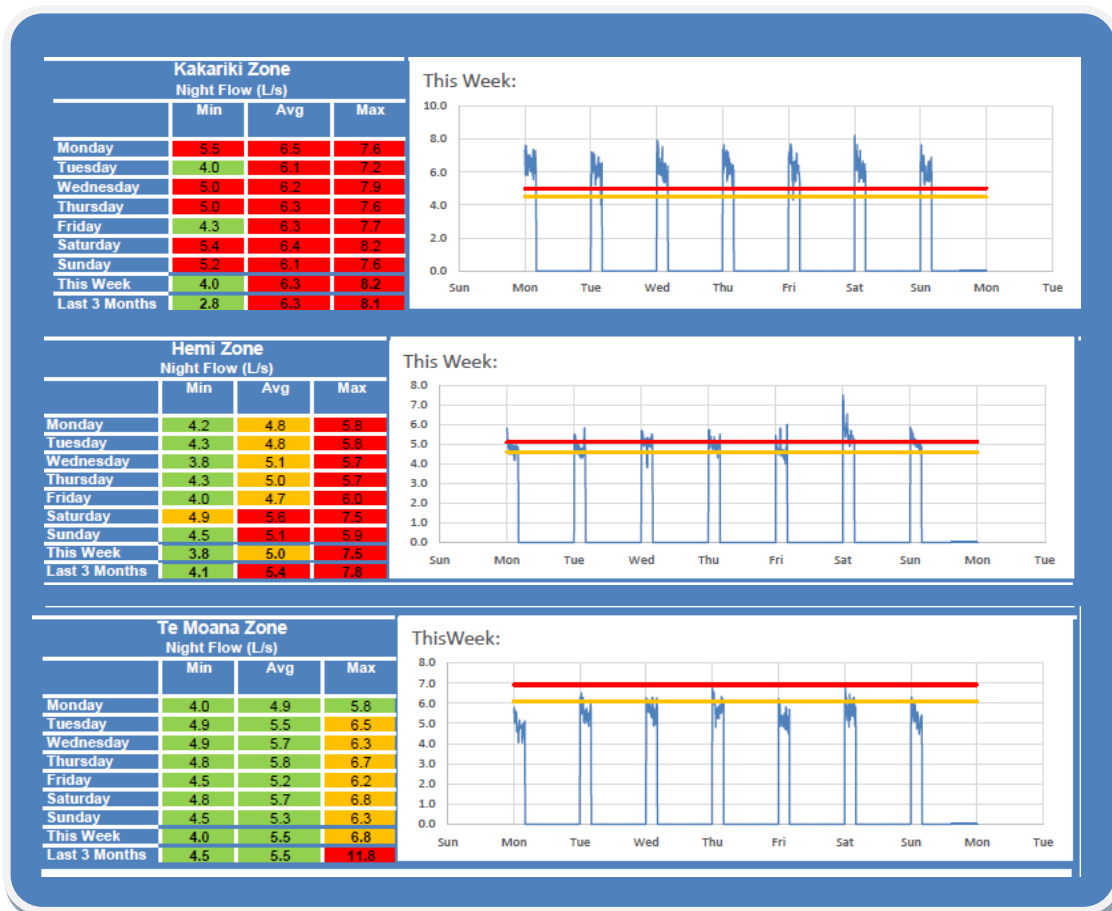 Kakariki Zone
Night Flow (L/s)
Min Avg Max
Monday 5.5 6.5 7.6
Tuesday 4.0 6.1 7.2
Wednesday 5.0 6.2 7.9
Thursday 5.0 6.3 7.6
Friday 4.3 6.3 7.7
Saturday 5.4 6.4 8.2
Sunday 5.2 6.1 7.6
This Week 4.0 6.3 8.2
Last 3 Months 2.8 6.3 8.1
This Week:
10.0
8.0
6.0
4.0
2.0
0.0
Sun Mon Tue Wed Thu Fri Sat Sun Mon Tue
Hemi Zone
Night Flow (L/s)
Min Avg Max
Monday 4.2 4.8 5.8
Tuesday 4.3 4.8 5.8
Wednesday 3.8 5.1 5.7
Thursday 4.3 5.0 5.7
Friday 4.0 4.7 6.0
Saturday 4.9 5.6 7.5
Sunday 4.5 5.1 5.9
This Week 3.8 5.0 7.5
Last 3 Months 4.1 5.4 7.8
This Week:
8.0
7.0
6.0
5.0
4.0
3.0
2.0
1.0
0.0
Sun Mon Tue Wed Thu Fri Sat Sun Mon Tue
Te Moana Zone
Night Flow (L/s)
Min Avg Max
Monday 4.0 4.9 5.8
Tuesday 4.9 5.5 6.5
Wednesday 4.9 5.7 6.3
Thursday 4.8 5.8 6.7
Friday 4.5 5.2 6.2
Saturday 4.8 5.7 6.8
Sunday 4.5 5.3 6.3
This Week 4.0 5.5 6.8
Last 3 Months 4.5 5.5 11.8
ThisWeek:
8.0
7.0
6.0
5.0
4.0
3.0
2.0
1.0
0.0
Sun Mon Tue Wed Thu Fri Sat Sun Mon Tue